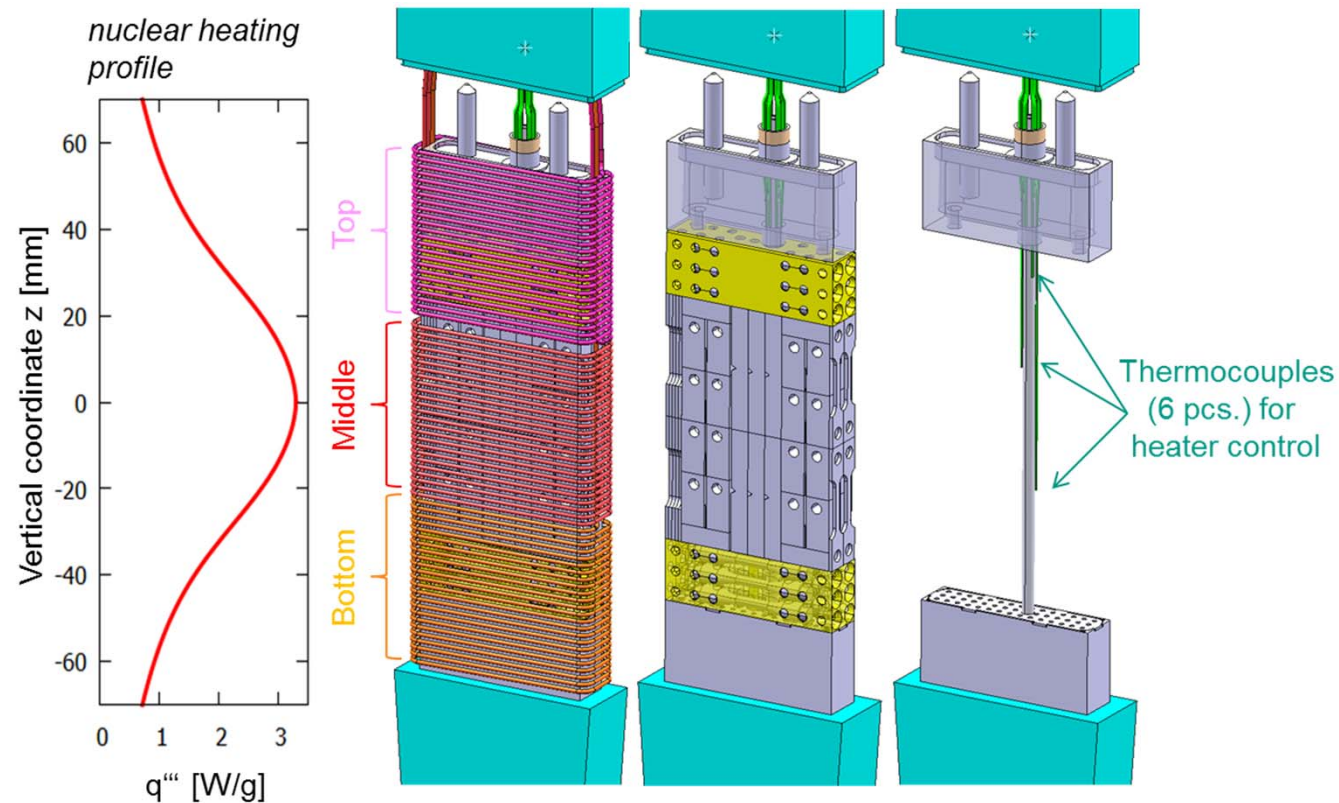 nuclear heating
profile
Vertical coordinate z [mm]
60
40
20
0
-20
-40
-60
0 1 2 3
q‘‘‘ [W/g]
Top
Middle
Bottom
Thermocouples
(6 pcs.) for
heater control